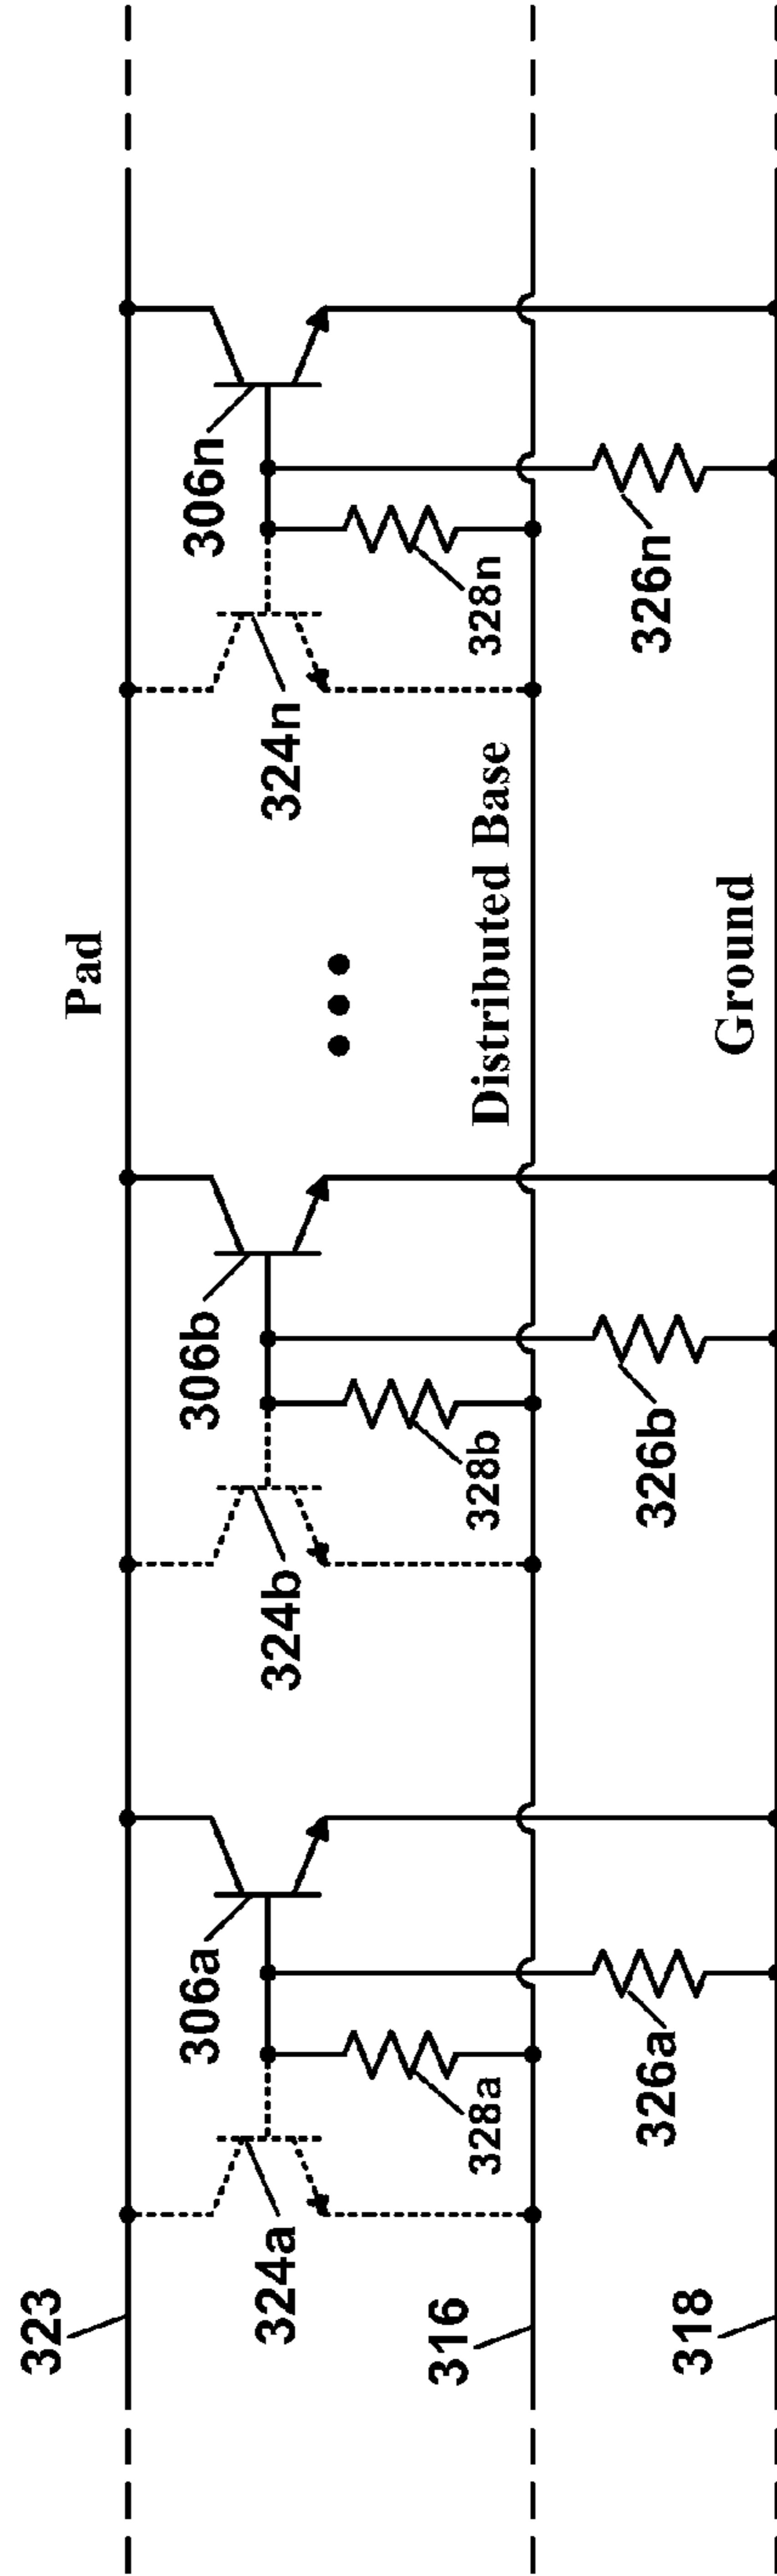 323
Pad
324a
306a
324b
306b
324n
306n
328a
328b
328n
316
Distributed Base
326a
326b
326n
318
Ground